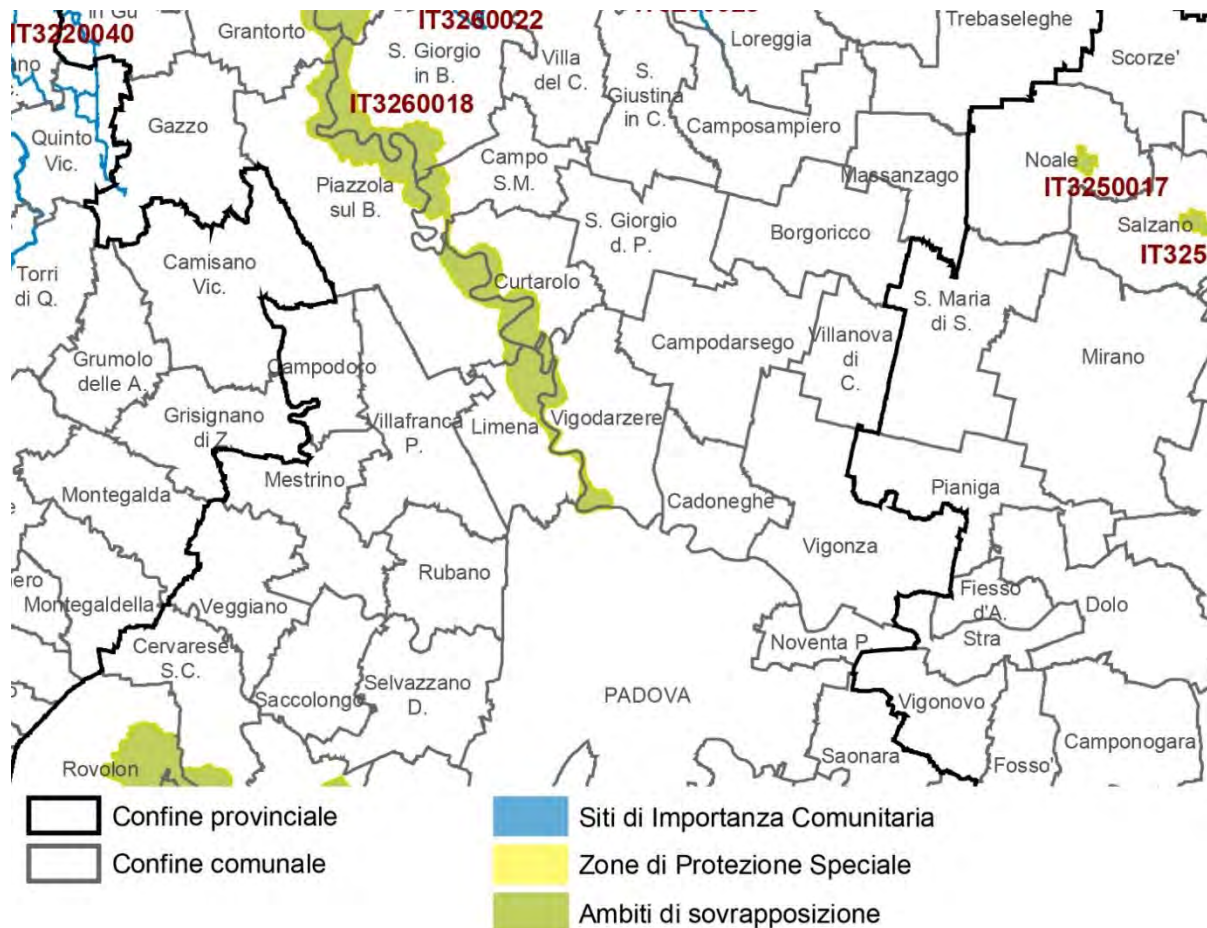 in Gu
IT3220040
Grantorto
IT3260022
S. Giorgio
in B.
Villa
del C.
Loreggia
Trebaseleghe
Scorze'
ano
IT3260018
S.
Giustina
in C.
Gazzo
Quinto
Vic.
Camposampiero
Campo
S.M.
Massanzago
Noale
IT3250017
Piazzola
sul B.
S. Giorgio
d. P.
Borgoricco
Salzano
IT325
Camisano
Vic.
Torri
di Q.
Curtarolo
S. Maria
di S.
Grumolo
delle A.
Campodoro
Campodarsego
Villanova
di
C.
Mirano
Grisignano
di Z.
Villafranca
P.
Limena
Vigodarzere
Mestrino
Montegalda
Cadoneghe
Pianiga
Vigonza
Rubano
nero
Montegaldella
Veggiano
Fiesso
d'A.
Dolo
Cervarese
S.C.
Noventa P.
Stra
Saccolongo
Selvazzano
D.
PADOVA
Vigonovo
Rovolon
Saonara
Fosso'
Camponogara
Confine provinciale
Confine comunale
Siti di Importanza Comunitaria
Zone di Protezione Speciale
Ambiti di sovrapposizione